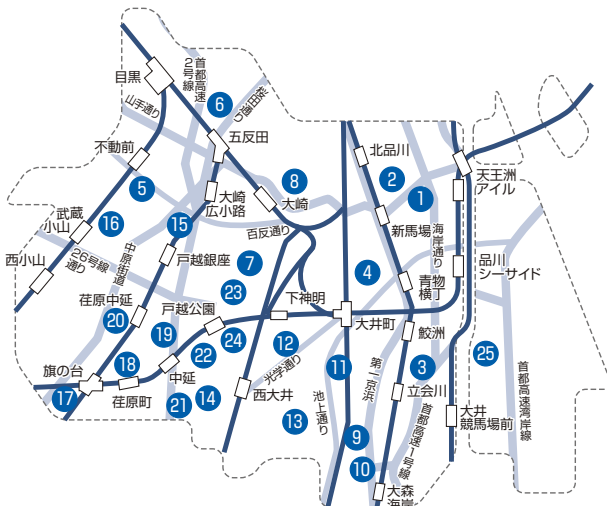 首都高速
2号線
目黒
山手通り
6
桜田通り
五反田
不動前
北品川
天王洲
アイル
5
8
2
大崎
大崎
広小路
1
16
武蔵
小山
15
百反通り
新馬場
海岸通り
西小山
26号線
通り
中原街道
戸越銀座
7
4
品川
シーサイド
荏原中延
戸越公園
23
下神明
青物
横丁
20
19
大井町
鮫洲
22
24
12
旗の台
18
光学通り
11
第一京浜
3
25
17
荏原町
中延
西大井
立会川
21
14
13
池上通り
首都高速1号線
大井
競馬場前
首都高速湾岸線
9
10
大森
海岸